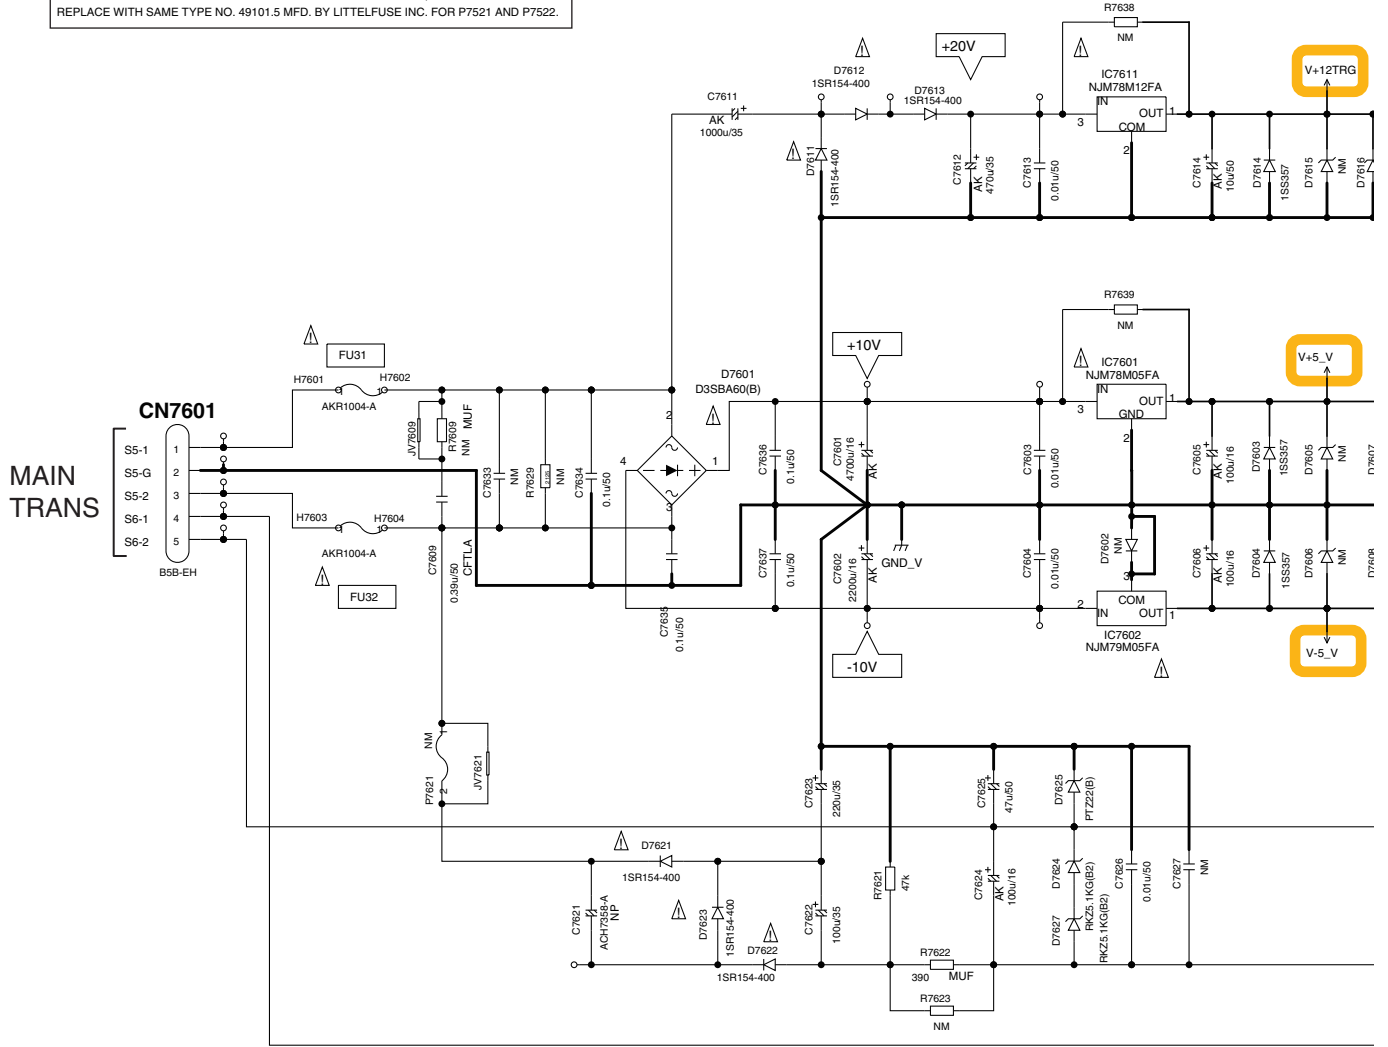 REPLACE WITH SAME TYPE NO. 49101.5 MFD. BY LITTELFUSE INC. FOR P7521 AND P7522.
R7638
NM
+20V
V+12TRG
D7612
1SR154-400
D7613
1SR154-400
IC7611
NJM78M12FA
IN
OUT
COM
3
1
2
C7611
AK
1000u/35
D7611
1SR154-400
C7612
AK
470u/35
C7613
0.01u/50
C7614
AK
10u/50
D7614
1SS357
D7615
NM
D7616
R7639
NM
+10V
V+5_V
IC7601
NJM78M05FA
IN
OUT
GND
3
1
2
FU31
H7601
H7602
AKR1004-A
D7601
D3SBA60(B)
CN7601
MAIN
TRANS
S5-1
1
S5-G
2
S5-2
3
S6-1
4
S6-2
5
B5B-EH
JV7609
R7609
NM
MUF
C7633
NM
R7629
NM
C7634
0.1u/50
2
4
1
3
C7636
0.1u/50
C7601
4700u/16
AK
C7603
0.01u/50
C7605
AK
100u/16
D7603
1SS357
D7605
NM
D7607
H7603
H7604
AKR1004-A
FU32
C7609
0.39u/50
CFTLA
C7635
0.1u/50
C7637
0.1u/50
C7602
2200u/16
AK
GND_V
C7604
0.01u/50
D7602
NM
3
C7606
AK
100u/16
D7604
1SS357
D7606
NM
D7608
COM
IN
OUT
2
1
IC7602
NJM79M05FA
-10V
V-5_V
NM
P7621
1
2
JV7621
C7623
220u/35
C7625
47u/50
D7625
PTZ22(B)
D7621
1SR154-400
C7621
ACH7358-A
NP
D7623
1SR154-400
D7622
1SR154-400
C7622
100u/35
R7621
47k
C7624
AK
100u/16
D7624
RKZ5.1KG(B2)
D7627
RKZ5.1KG(B2)
C7626
0.01u/50
C7627
NM
R7622
390
MUF
R7623
NM